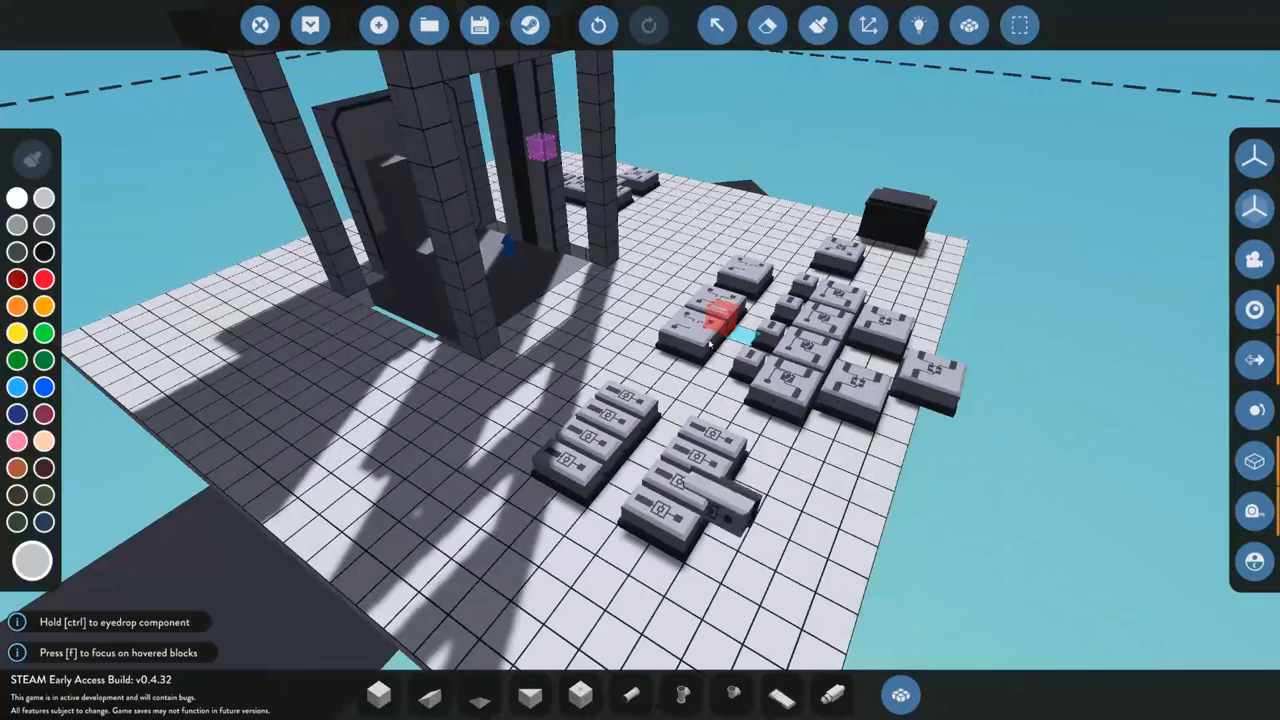 Hold [ctrl] to eyedrop component
Press [f] to focus on hovered blocks
STEAM Early Access Build: v0.4.32
This game is in active development and will contain bugs.
All features subject to change. Game saves may not function in future versions.